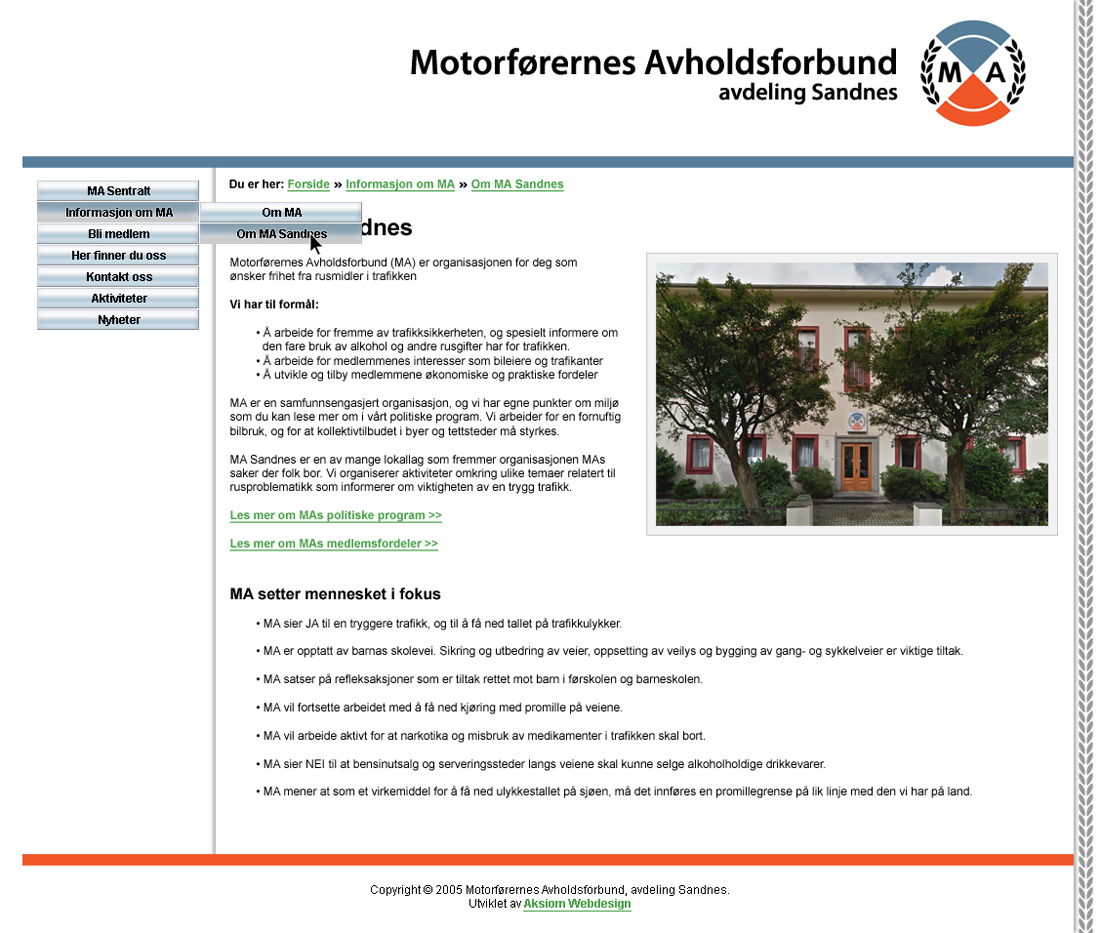 Motorførernes Avholdsforbund
avdeling Sandnes
M A
Du er her: Forside » Informasjon om MA » Om MA Sandnes
MA Sentralt
Informasjon om MA
Bli medlem
Her finner du oss
Kontakt oss
Aktiviteter
Nyheter
Om MA
Om MA Sandnes
dnes
Motorførernes Avholdsforbund (MA) er organisasjonen for deg som
ønsker frihet fra rusmidler i trafikken
Vi har til formål:
• Å arbeide for fremme av trafikksikkerheten, og spesielt informere om
den fare bruk av alkohol og andre rusgifter har for trafikken.
• Å arbeide for medlemmenes interesser som bileiere og trafikanter
• Å utvikle og tilby medlemmene økonomiske og praktiske fordeler
MA er en samfunnsengasjert organisasjon, og vi har egne punkter om miljø
som du kan lese mer om i vårt politiske program. Vi arbeider for en fornuftig
bilbruk, og for at kollektivtilbudet i byer og tettsteder må styrkes.
MA Sandnes er en av mange lokallag som fremmer organisasjonen MAs
saker der folk bor. Vi organiserer aktiviteter omkring ulike temaer relatert til
rusproblematikk som informerer om viktigheten av en trygg trafikk.
Les mer om MAs politiske program >>
Les mer om MAs medlemsfordeler >>
MA setter mennesket i fokus
• MA sier JA til en tryggere trafikk, og til å få ned tallet på trafikkulykker.
• MA er opptatt av barnas skolevei. Sikring og utbedring av veier, oppsetting av veilys og bygging av gang- og sykkelveier er viktige tiltak.
• MA satser på refleksaksjoner som er tiltak rettet mot barn i førskolen og barneskolen.
• MA vil fortsette arbeidet med å få ned kjøring med promille på veiene.
• MA vil arbeide aktivt for at narkotika og misbruk av medikamenter i trafikken skal bort.
• MA sier NEI til at bensinutsalg og serveringssteder langs veiene skal kunne selge alkoholholdige drikkevarer.
• MA mener at som et virkemiddel for å få ned ulykkestallet på sjøen, må det innføres en promillegrense på lik linje med den vi har på land.
Copyright © 2005 Motorførernes Avholdsforbund, avdeling Sandnes.
Utviklet av Aksiom Webdesign